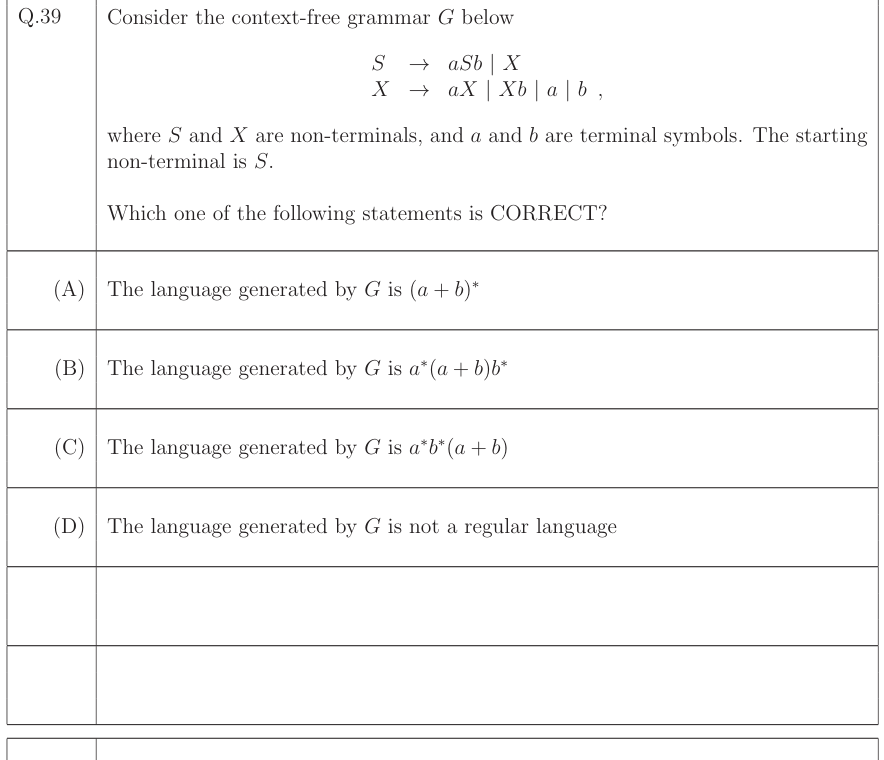 Q.39 Consider the context-free grammar G below
S → aSb | X
X → aX | Xb | a | b ,
where S and X are non-terminals, and a and b are terminal symbols. The starting
non-terminal is S.
Which one of the following statements is CORRECT?
(A) The language generated by G is (a + b)*
(B) The language generated by G is a*(a + b)b*
(C) The language generated by G is a*b*(a + b)
(D) The language generated by G is not a regular language